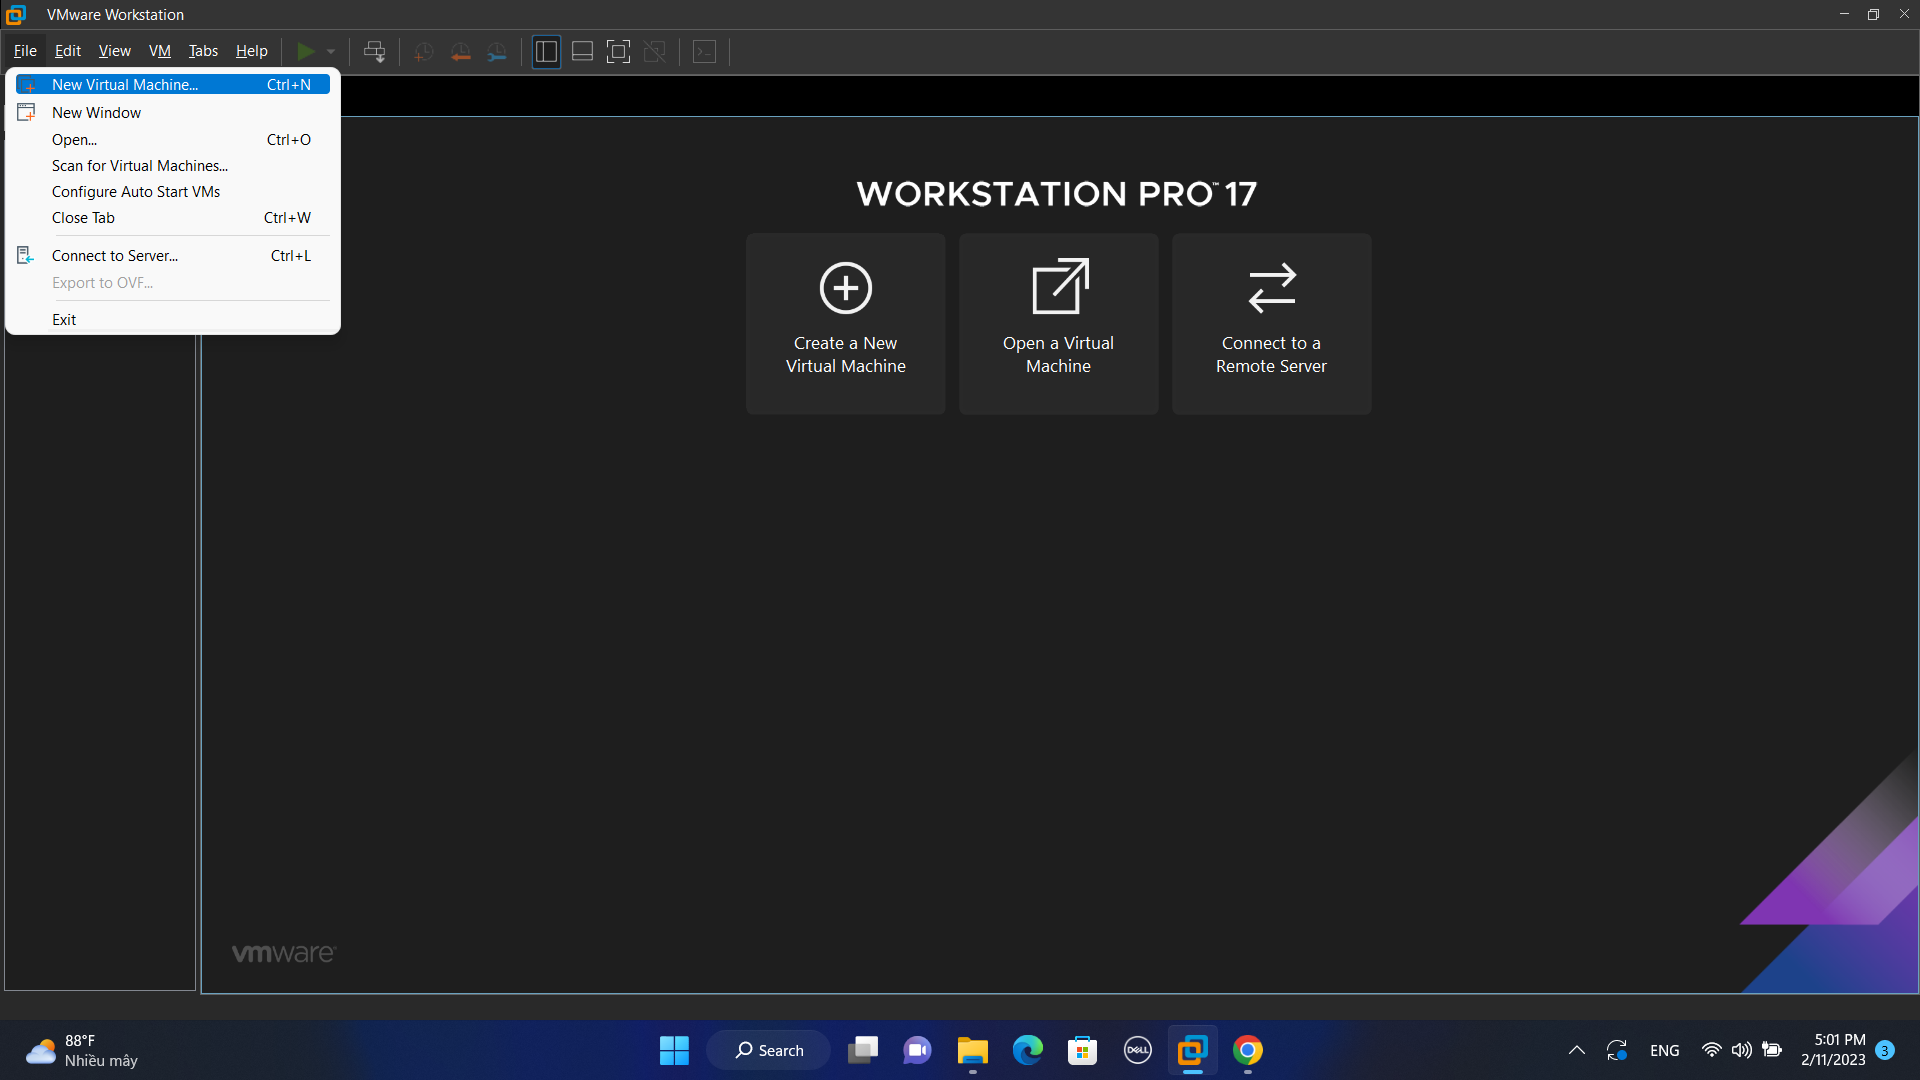 VMware Workstation
File Edit View VM Tabs Help
New Virtual Machine... Ctrl+N
New Window
Open... Ctrl+O
Scan for Virtual Machines...
Configure Auto Start VMs
Close Tab Ctrl+W
Connect to Server... Ctrl+L
Export to OVF...
Exit
WORKSTATION PRO™ 17
Create a New
Virtual Machine
Open a Virtual
Machine
Connect to a
Remote Server
vmware®
88°F
Nhiều mây
Search
DELL
ENG
5:01 PM
2/11/2023
3